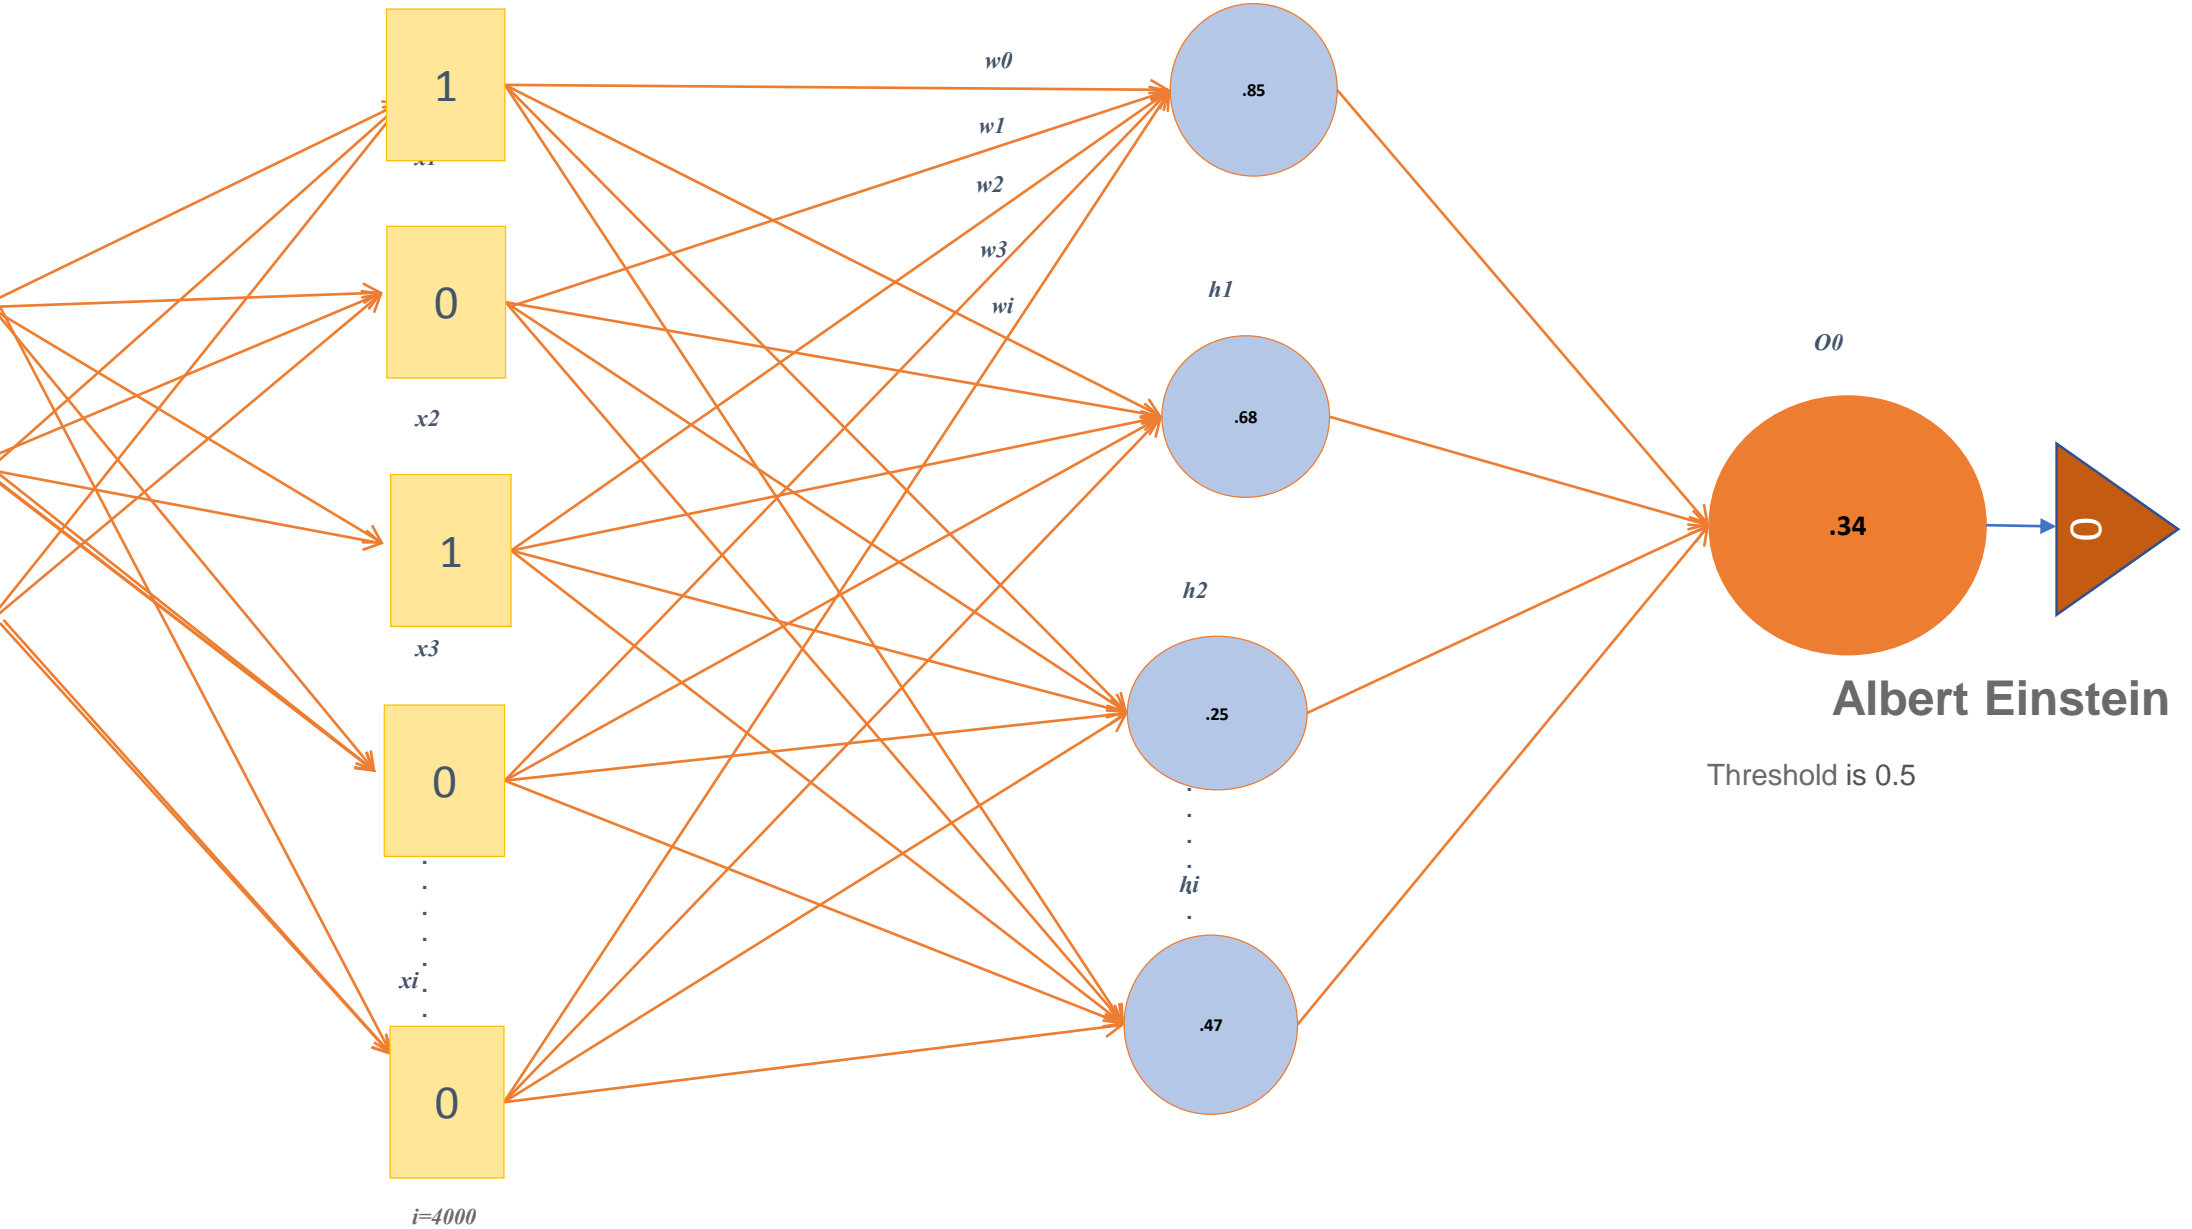 1
x1
0
x2
1
x3
0
xi
0
i=4000
w0
w1
w2
w3
wi
.85
h1
.68
h2
.25
hi
.47
O0
.34
0
Albert Einstein
Threshold is 0.5